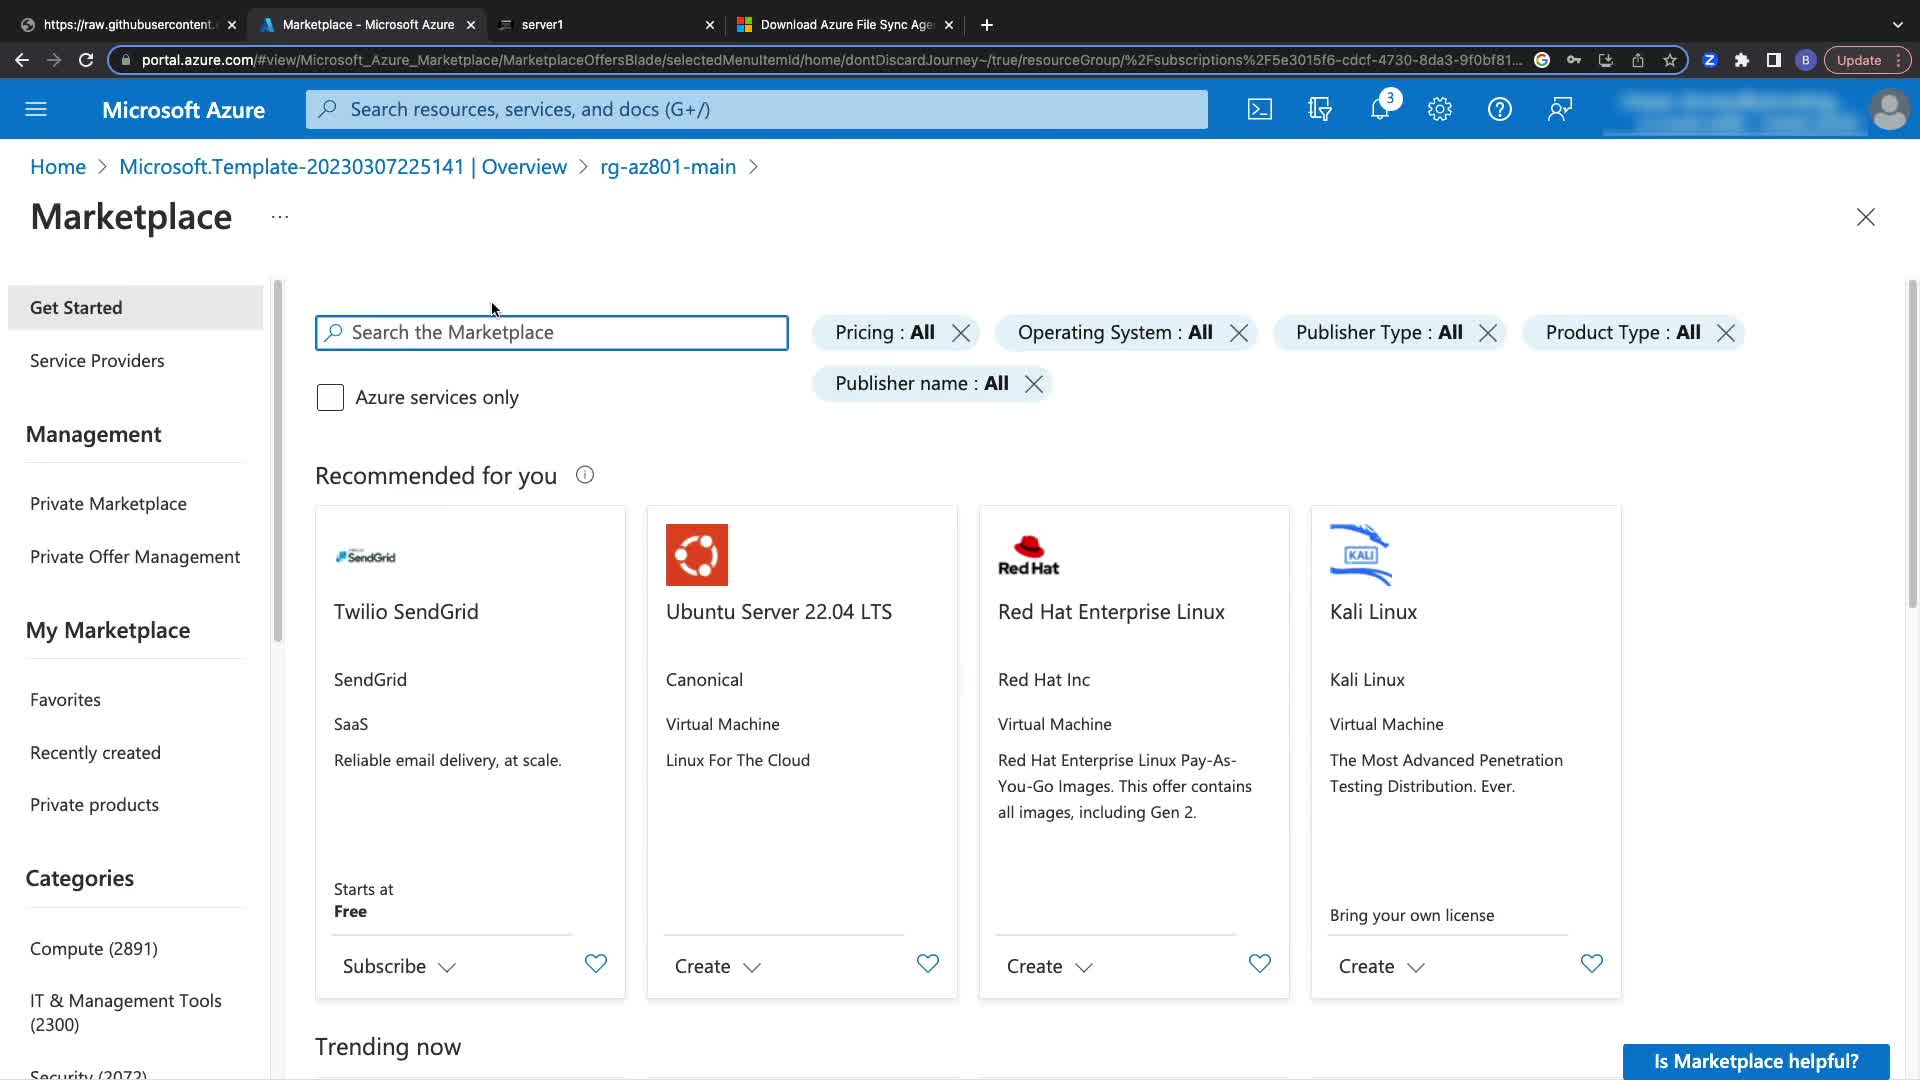 https://raw.githubusercontent.
Marketplace - Microsoft Azure
server1
Download Azure File Sync Age
portal.azure.com/#view/Microsoft_Azure_Marketplace/MarketplaceOffersBlade/selectedMenuItemId/home/dontDiscardJourney~/true/resourceGroup/%2Fsubscriptions%2F5e3015f6-cdcf-4730-8da3-9f0bf81...
B
Update
Microsoft Azure
Search resources, services, and docs (G+/)
3
Home > Microsoft.Template-20230307225141 | Overview > rg-az801-main >
Marketplace ...
Get Started
Service Providers
Management
Private Marketplace
Private Offer Management
My Marketplace
Favorites
Recently created
Private products
Categories
Compute (2891)
IT & Management Tools
(2300)
Security (2072)
Search the Marketplace
Pricing : All
Operating System : All
Publisher Type : All
Product Type : All
Publisher name : All
Azure services only
Recommended for you
SendGrid
Twilio SendGrid
SendGrid
SaaS
Reliable email delivery, at scale.
Starts at
Free
Subscribe
Ubuntu Server 22.04 LTS
Canonical
Virtual Machine
Linux For The Cloud
Create
Red Hat
Red Hat Enterprise Linux
Red Hat Inc
Virtual Machine
Red Hat Enterprise Linux Pay-As-
You-Go Images. This offer contains
all images, including Gen 2.
Create
KALI
Kali Linux
Kali Linux
Virtual Machine
The Most Advanced Penetration
Testing Distribution. Ever.
Bring your own license
Create
Trending now
Is Marketplace helpful?